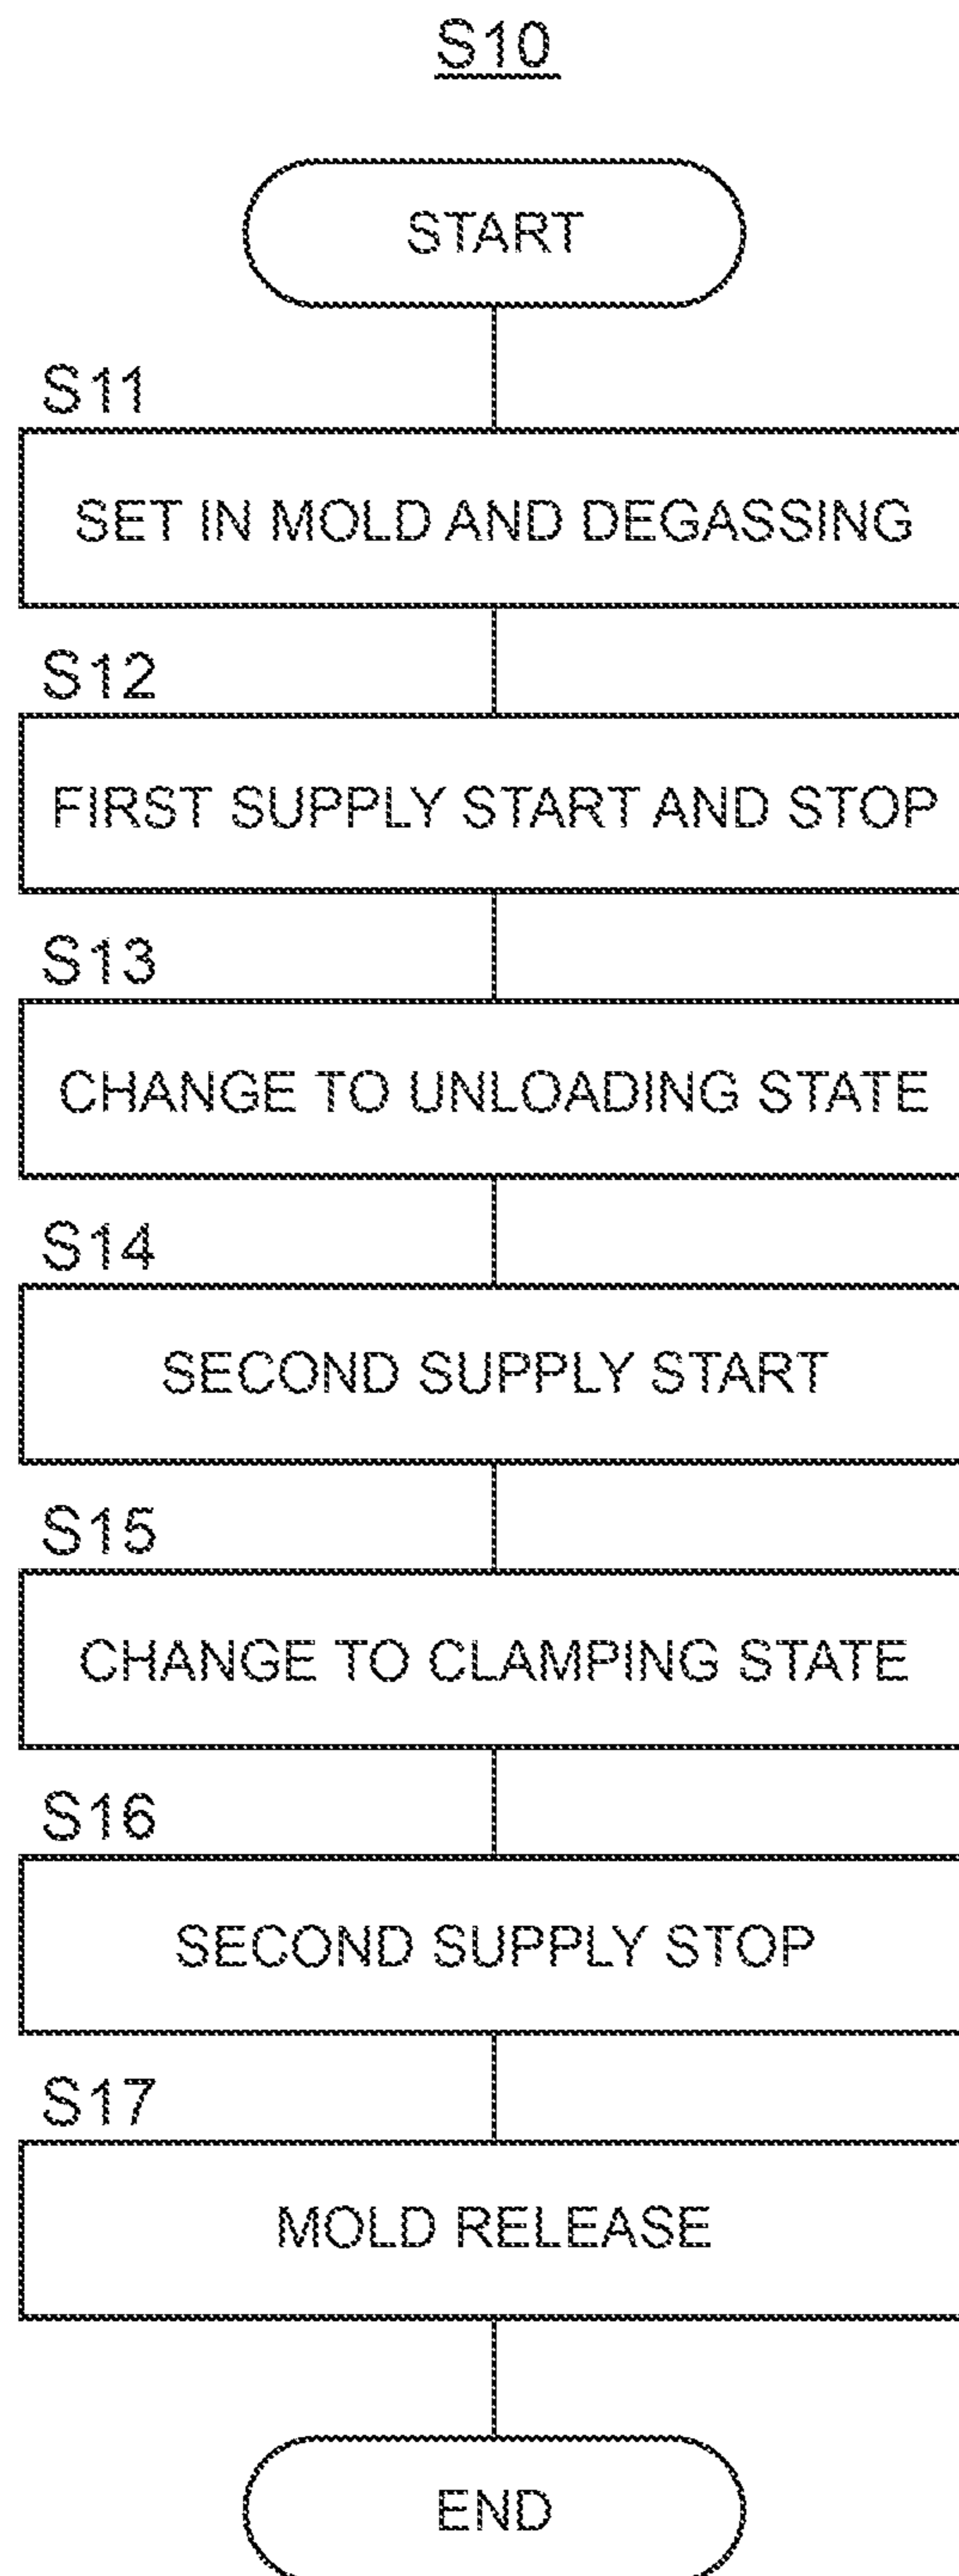 S10
START
S11
SET IN MOLD AND DEGASSING
S12
FIRST SUPPLY START AND STOP
S13
CHANGE TO UNLOADING STATE
S14
SECOND SUPPLY START
S15
CHANGE TO CLAMPING STATE
S16
SECOND SUPPLY STOP
S17
MOLD RELEASE
END